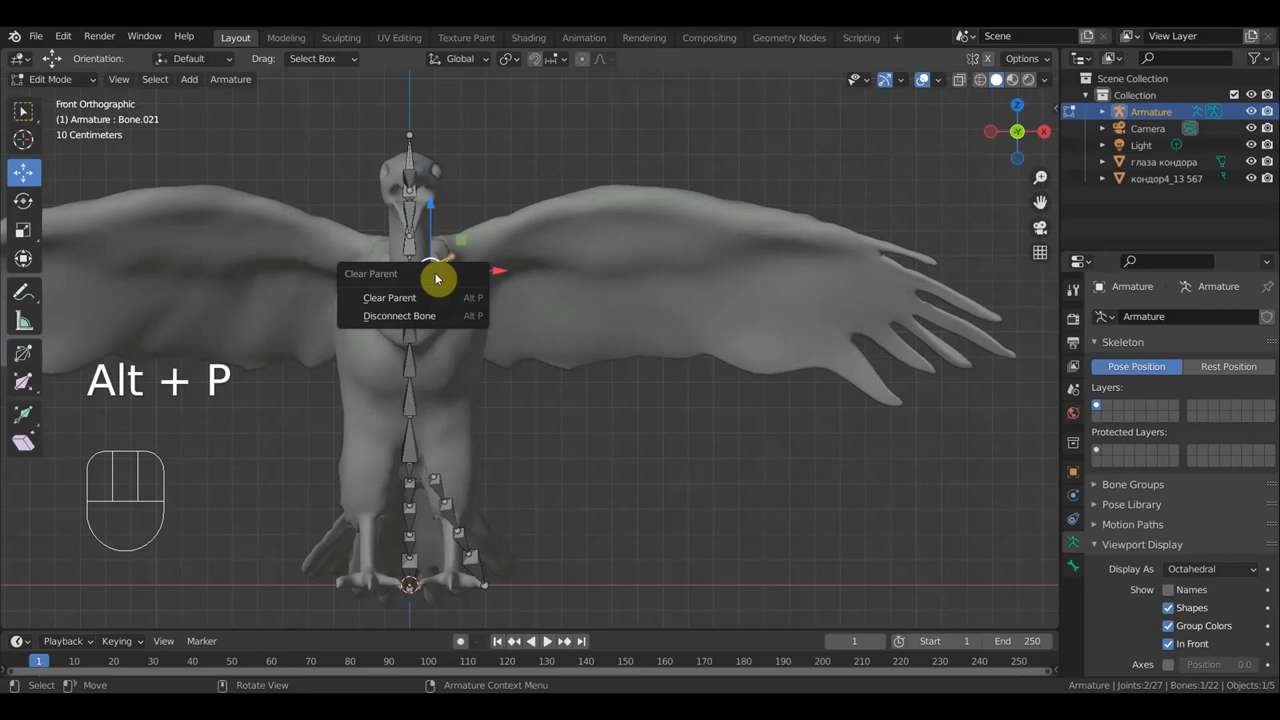 File Edit Render Window Help Layout Modeling Sculpting UV Editing Texture Paint Shading Animation Rendering Compositing Geometry Nodes Scripting + Scene View Layer
Orientation: Default Drag: Select Box Global X Options
Edit Mode View Select Add Armature
Front Orthographic
(1) Armature : Bone.021
10 Centimeters
Z
-Y
X
Scene Collection
Collection
Armature
Camera
Light
глаза кондора
кондор4_13 567
Clear Parent
Clear Parent Alt P
Disconnect Bone Alt P
Alt + P
Armature Armature
Armature
Skeleton
Pose Position Rest Position
Layers:
Protected Layers:
Bone Groups
Pose Library
Motion Paths
Viewport Display
Display As Octahedral
Show Names
Shapes
Group Colors
In Front
Axes Position 0.0
Playback Keying View Marker 1 Start 1 End 250
1 10 20 30 40 50 60 70 80 90 100 110 120 130 140 150 160 170 180 190 200 210 220 230 240 250
Select Move Rotate View Armature Context Menu Armature | Joints:2/27 | Bones:1/22 | Objects:1/5